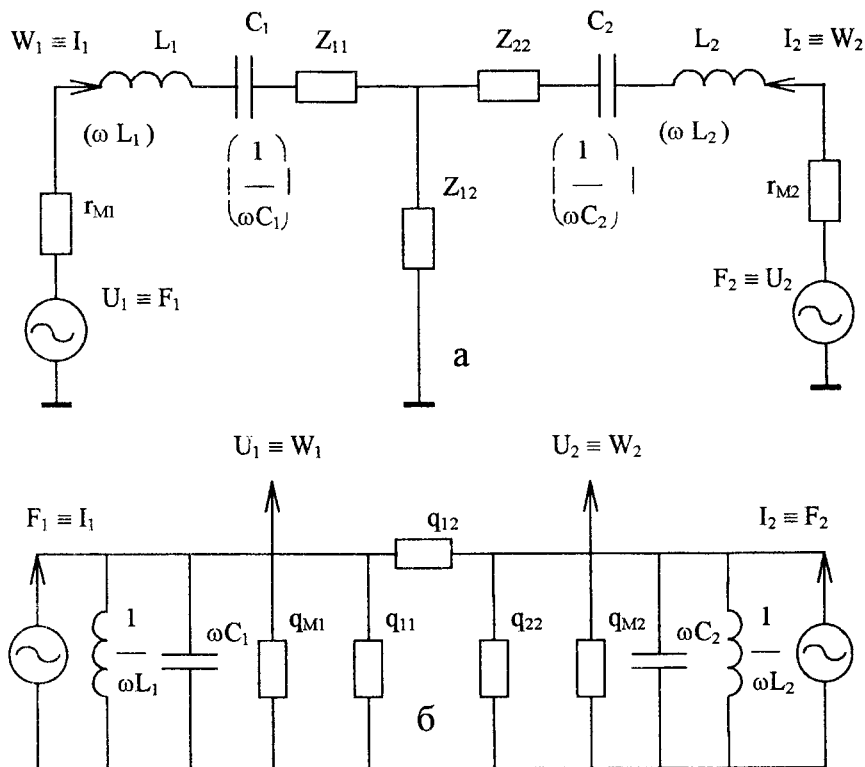 W₁ ≡ I₁ L₁ C₁ Z₁₁ Z₂₂ C₂ L₂ I₂ ≡ W₂
(ω L₁) (ω L₂)
(1/ωC₁) (1/ωC₂)
r_M1 Z₁₂ r_M2
U₁ ≡ F₁ F₂ ≡ U₂
а
U₁ ≡ W₁ U₂ ≡ W₂
F₁ ≡ I₁ q₁₂ I₂ ≡ F₂
1/ωL₁ ωC₁ q_M1 q₁₁ q₂₂ q_M2 ωC₂ 1/ωL₂
б